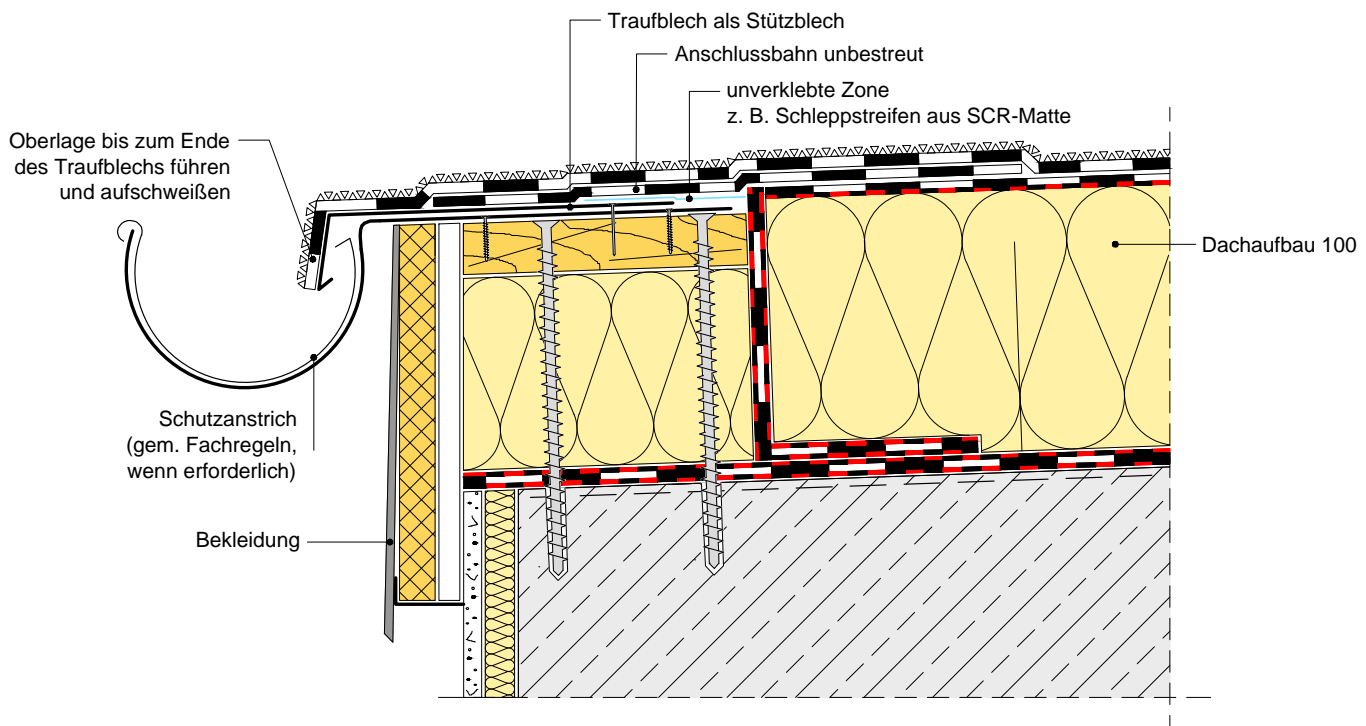 Traufblech als Stützblech
Anschlussbahn unbestreut
unverklebte Zone
z. B. Schleppstreifen aus SCR-Matte
Oberlage bis zum Ende
des Traufblechs führen
und aufschweißen
Dachaufbau 100
Schutzanstrich
(gem. Fachregeln,
wenn erforderlich)
Bekleidung